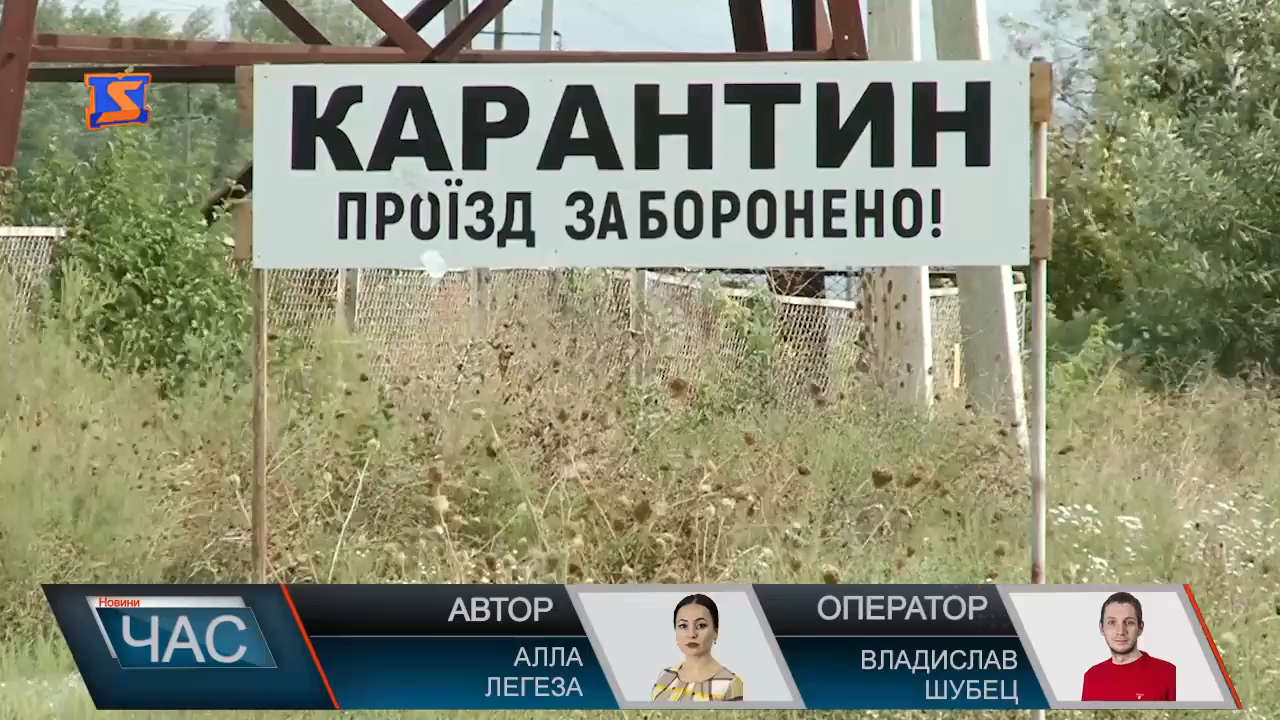 S
КАРАНТИН
ПРОЇЗД ЗАБОРОНЕНО!
Новини
ЧАС
АВТОР
АЛЛА
ЛЕГЕЗА
ОПЕРАТОР
ВЛАДИСЛАВ
ШУБЕЦ